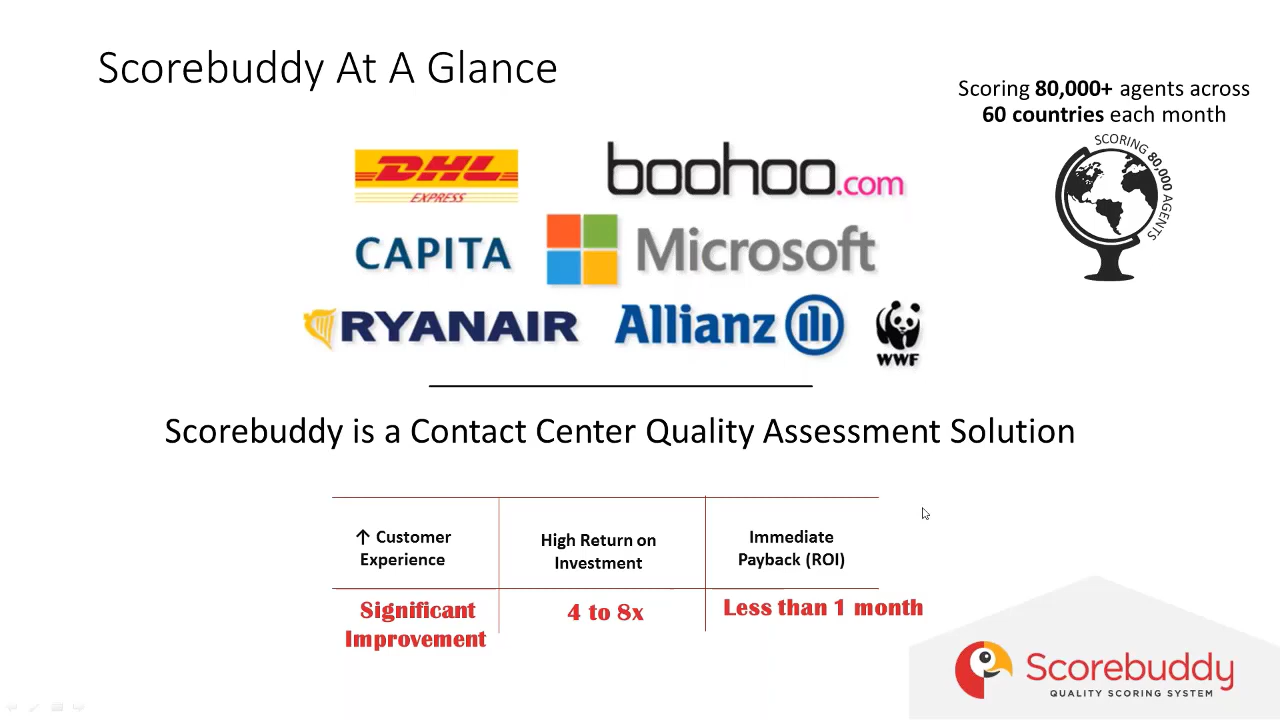 Scorebuddy At A Glance
Scoring 80,000+ agents across
60 countries each month
SCORING 80,000 AGENTS
DHL
EXPRESS
boohoo.com
CAPITA
Microsoft
RYANAIR
Allianz
WWF
Scorebuddy is a Contact Center Quality Assessment Solution
↑ Customer
Experience
High Return on
Investment
Immediate
Payback (ROI)
Significant
Improvement
4 to 8x
Less than 1 month
Scorebuddy
QUALITY SCORING SYSTEM